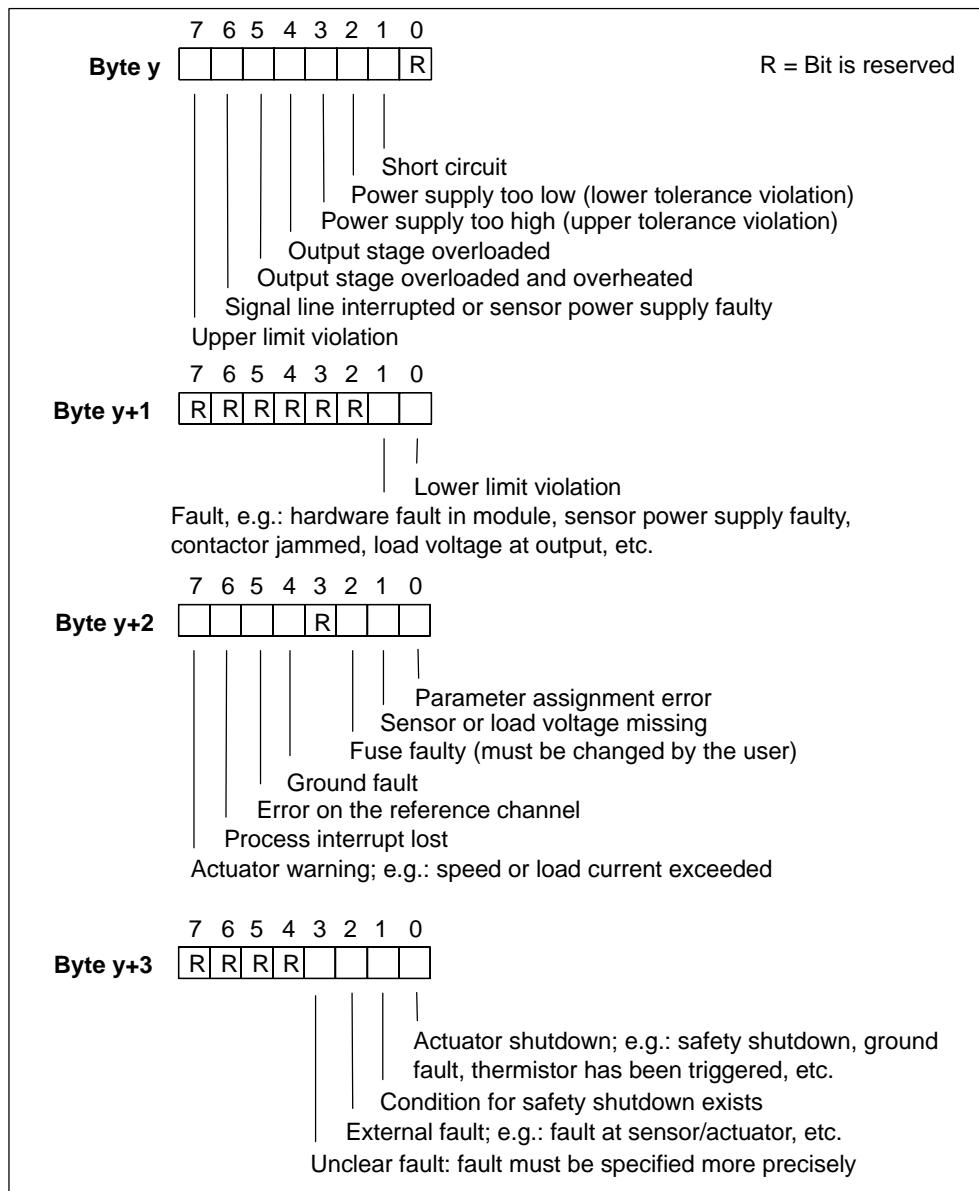 7 6 5 4 3 2 1 0
Byte y R R = Bit is reserved
Short circuit
Power supply too low (lower tolerance violation)
Power supply too high (upper tolerance violation)
Output stage overloaded
Output stage overloaded and overheated
Signal line interrupted or sensor power supply faulty
Upper limit violation
7 6 5 4 3 2 1 0
Byte y+1 R R R R R R
Lower limit violation
Fault, e.g.: hardware fault in module, sensor power supply faulty,
contactor jammed, load voltage at output, etc.
7 6 5 4 3 2 1 0
Byte y+2 R
Parameter assignment error
Sensor or load voltage missing
Fuse faulty (must be changed by the user)
Ground fault
Error on the reference channel
Process interrupt lost
Actuator warning; e.g.: speed or load current exceeded
7 6 5 4 3 2 1 0
Byte y+3 R R R R
Actuator shutdown; e.g.: safety shutdown, ground
fault, thermistor has been triggered, etc.
Condition for safety shutdown exists
External fault; e.g.: fault at sensor/actuator, etc.
Unclear fault: fault must be specified more precisely